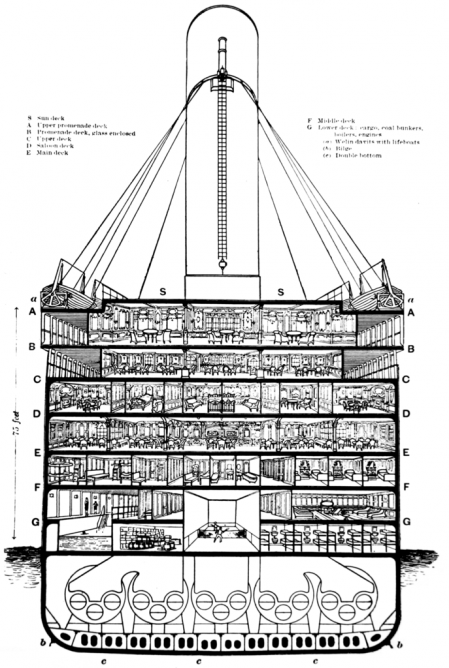 S Sun deck
A Upper promenade deck
B Promenade deck, glass enclosed
C Upper deck
D Saloon deck
E Main deck
F Middle deck
G Lower deck: cargo, coal bunkers,
boilers, engines
(a) Welin davits with lifeboats
(b) Bilge
(c) Double bottom
S S
a a
A A
B B
C C
D D
E E
F F
G G
75 feet
b b
c c c